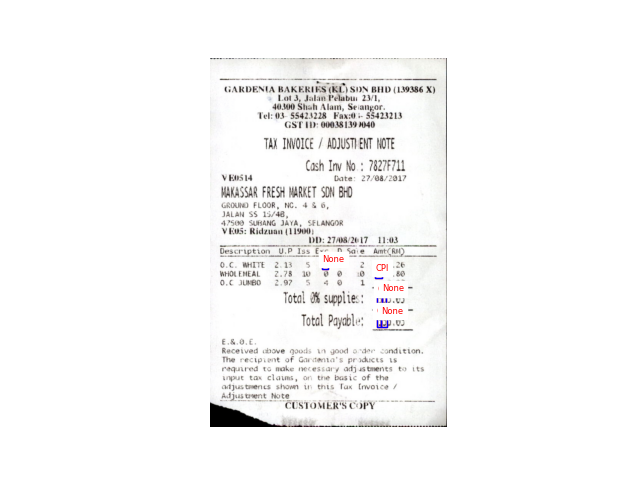 GARDENIA BAKERIES (KL) SDN BHD (139386 X)
Lot 3, Jalan Pelabur 23/1,
40300 Shah Alam, Selangor.
Tel: 03- 55423228 Fax:03- 55423213
GST ID: 000381399040
TAX INVOICE / ADJUSTMENT NOTE
Cash Inv No.: 7827F711
VE0514 Date: 27/08/2017
MAKASSAR FRESH MARKET SDN BHD
GROUND FLOOR, NO. 4 & 6,
JALAN SS 15/4B,
47500 SUBANG JAYA, SELANGOR
VE05: Ridzuan (11900)
DD: 27/08/2017 11:03
Description U.P Iss Exc D Sale Amt(RM)
None
O.C. WHITE 2.13 5 2 .26
CPI
WHOLEMEAL 2.78 10 0 0 10 .80
O.C JUMBO 2.97 5 4 0 1
None
Total 0% supplies:
None
Total Payable:
E.&.O.E.
Received above goods in good order condition.
The recipient of Gardenia's products is
required to make necessary adjustments to its
input tax claims, on the basic of the
adjustments shown in this Tax Invoice /
Adjustment Note
CUSTOMER'S COPY